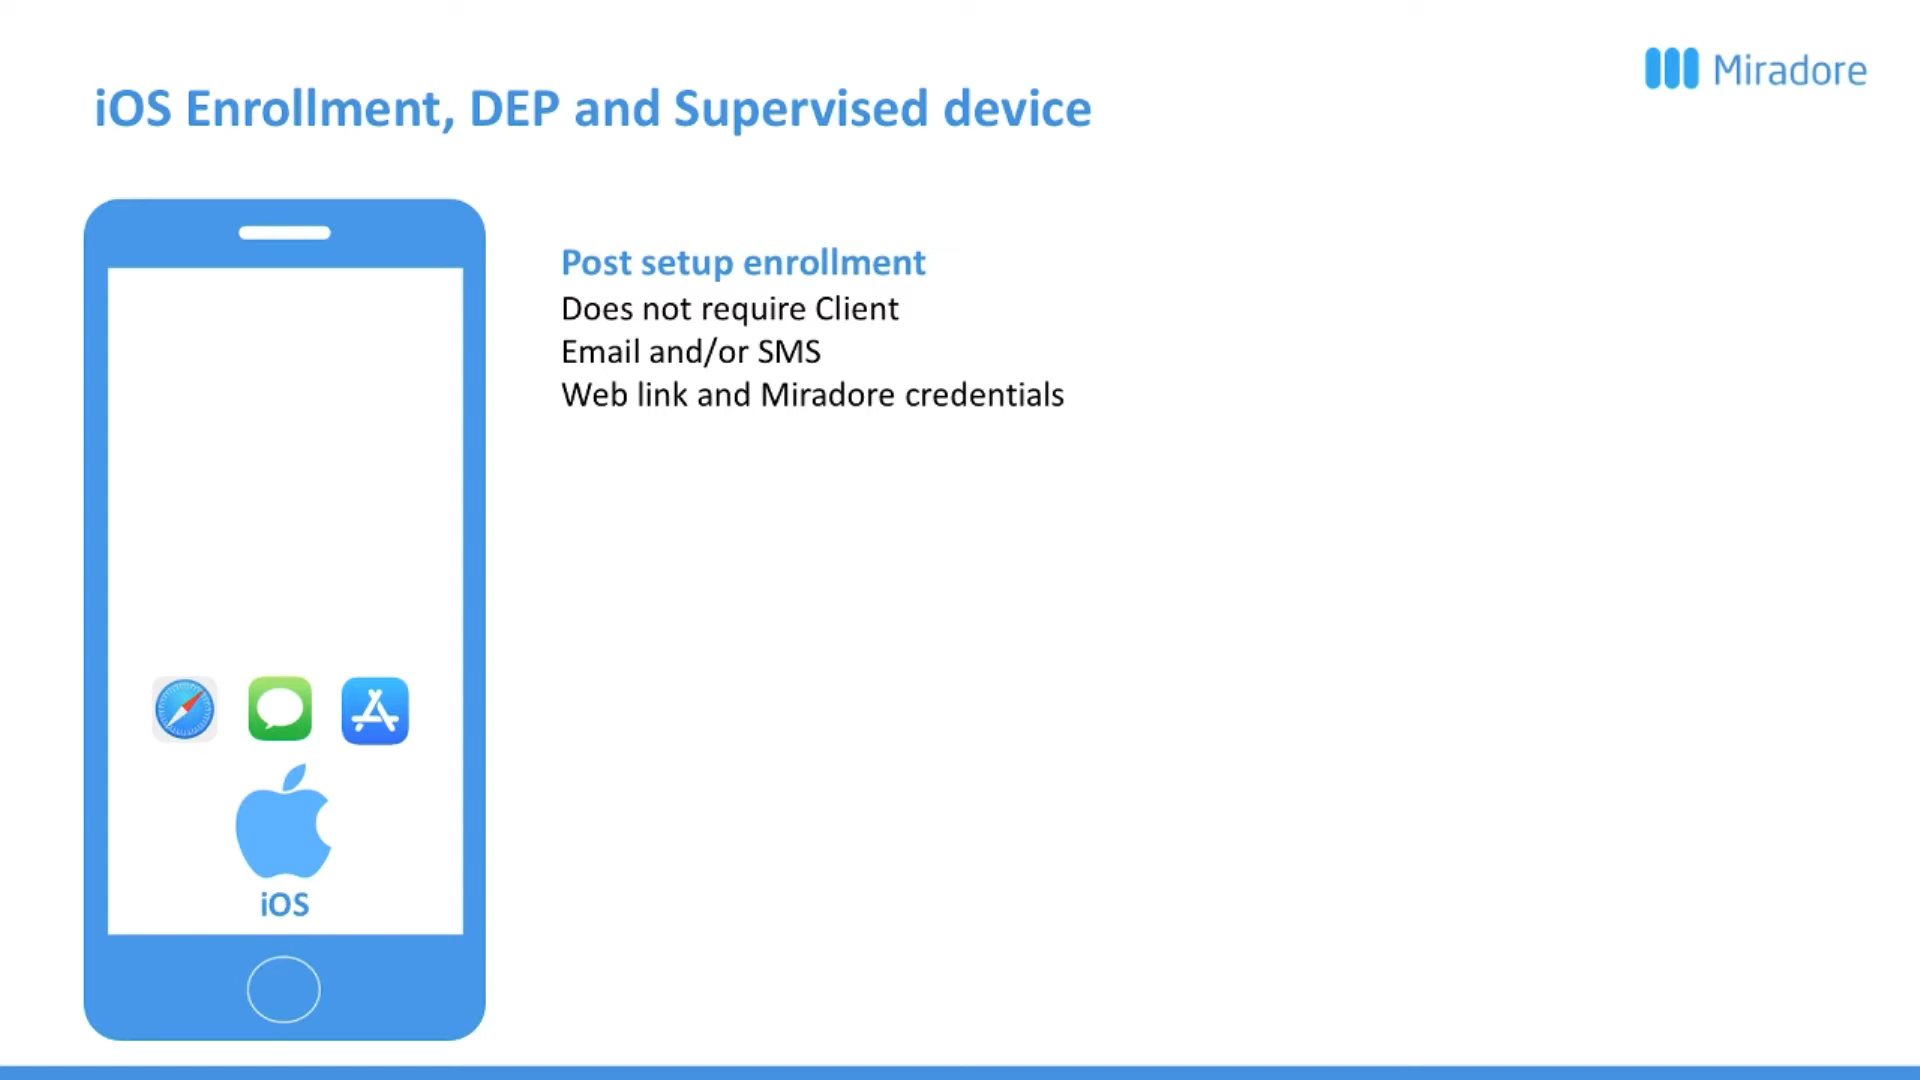 Miradore
iOS Enrollment, DEP and Supervised device
Post setup enrollment
Does not require Client
Email and/or SMS
Web link and Miradore credentials
iOS